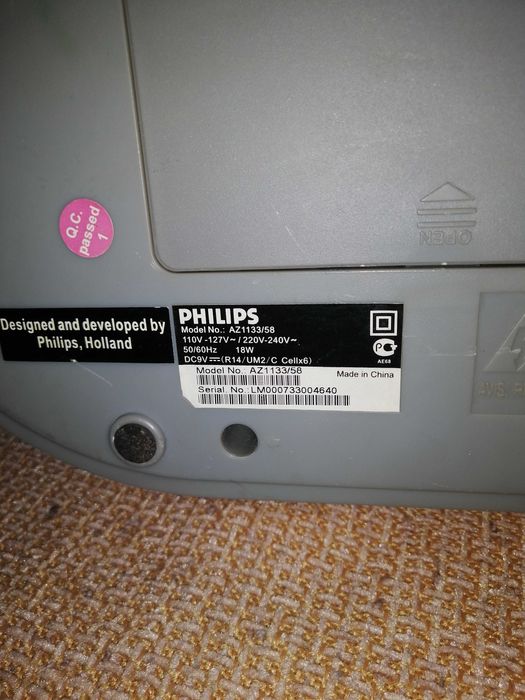 OPEN
Q.C.
passed
1
Designed and developed by
Philips, Holland
PHILIPS
Model No.: AZ1133/58
110V -127V~ / 220V-240V~
50/60Hz 18W
DC9V⎓(R14/UM2/C Cellx6)
AE68
Model No.: AZ1133/58
Made in China
Serial. No.: LM000733004640